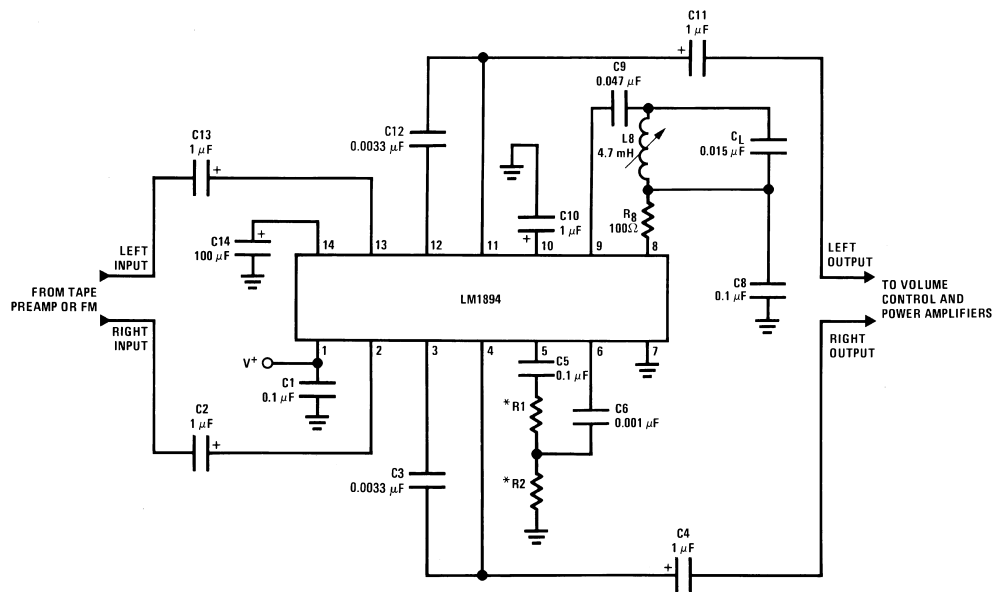 C11
1 μF
+
C9
0.047 μF
C12
0.0033 μF
L8
4.7 mH
CL
0.015 μF
C13
1 μF
+
C10
1 μF
+
R8
100Ω
C14
100 μF
+
14
13
12
11
10
9
8
LEFT
INPUT
LEFT
OUTPUT
C8
0.1 μF
FROM TAPE
PREAMP OR FM
LM1894
TO VOLUME
CONTROL AND
POWER AMPLIFIERS
RIGHT
INPUT
RIGHT
OUTPUT
1
2
3
4
5
6
7
V+
C1
0.1 μF
C5
0.1 μF
*R1
C6
0.001 μF
C2
1 μF
+
C3
0.0033 μF
*R2
C4
1 μF
+